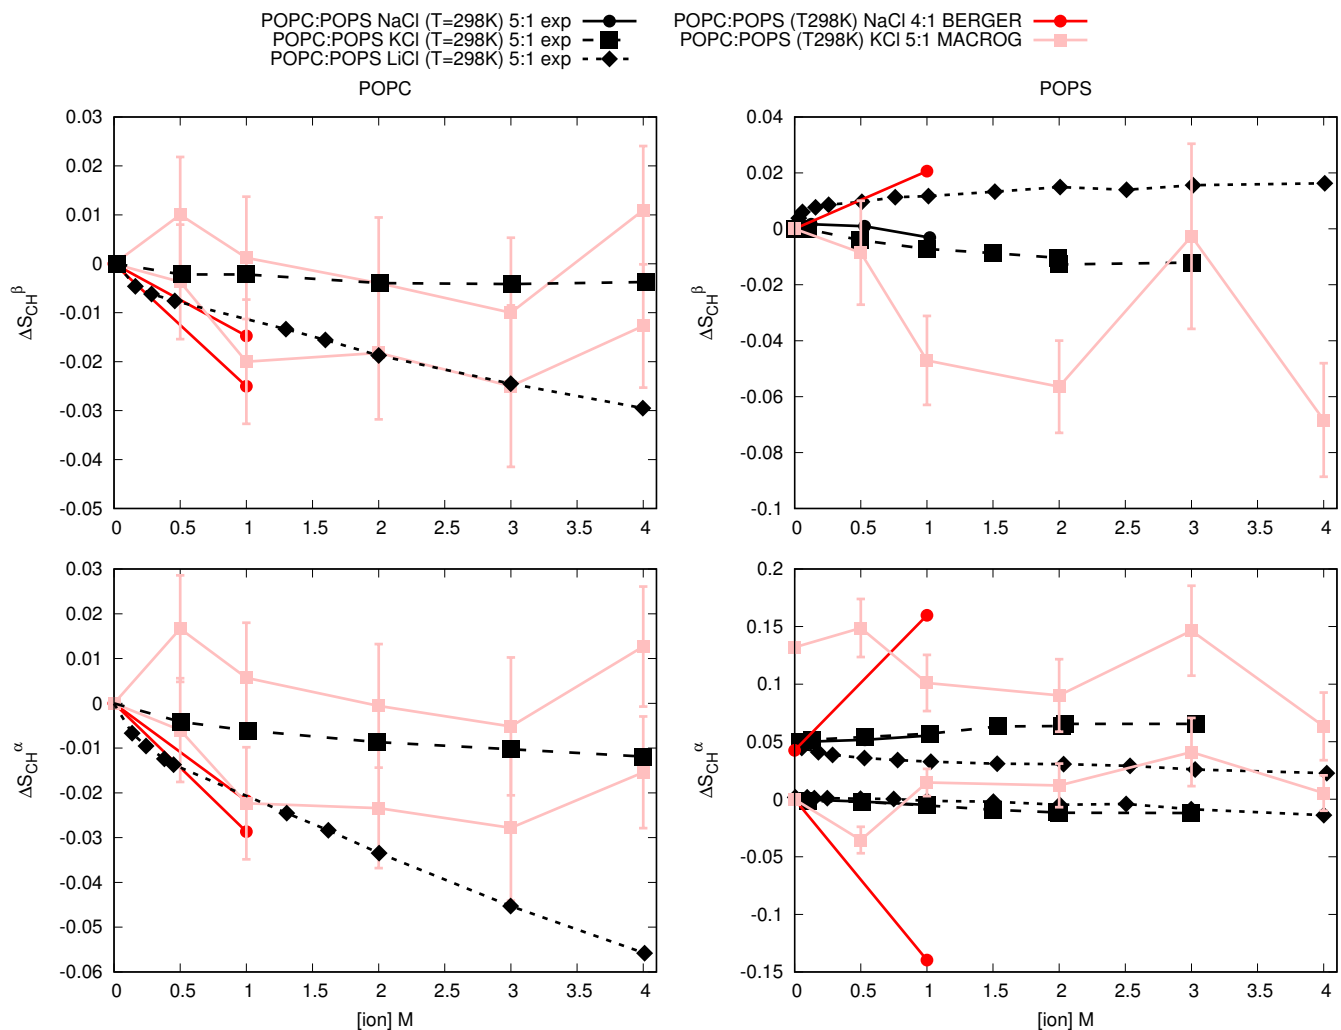 POPC:POPS NaCl (T=298K) 5:1 exp
POPC:POPS KCl (T=298K) 5:1 exp
POPC:POPS LiCl (T=298K) 5:1 exp
POPC:POPS (T298K) NaCl 4:1 BERGER
POPC:POPS (T298K) KCl 5:1 MACROG
POPC
0.03
0.02
0.01
0
-0.01
-0.02
-0.03
-0.04
-0.05
ΔS_CH^β
0 0.5 1 1.5 2 2.5 3 3.5 4
POPS
0.04
0.02
0
-0.02
-0.04
-0.06
-0.08
-0.1
ΔS_CH^β
0 0.5 1 1.5 2 2.5 3 3.5 4
0.03
0.02
0.01
0
-0.01
-0.02
-0.03
-0.04
-0.05
-0.06
ΔS_CH^α
0 0.5 1 1.5 2 2.5 3 3.5 4
[ion] M
0.2
0.15
0.1
0.05
0
-0.05
-0.1
-0.15
ΔS_CH^α
0 0.5 1 1.5 2 2.5 3 3.5 4
[ion] M